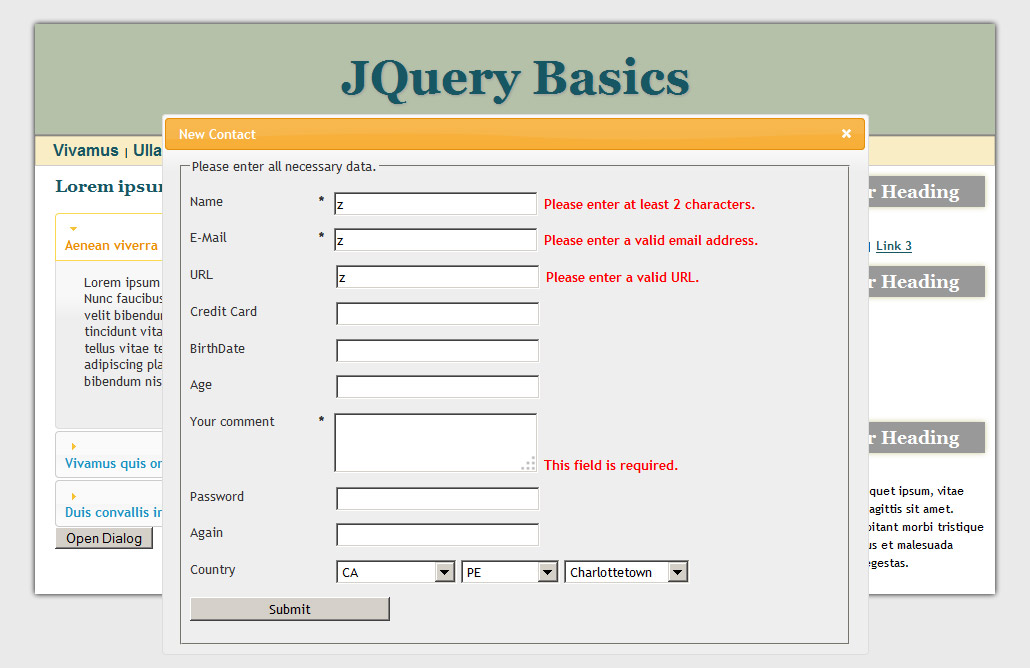 JQuery Basics
New Contact
Vivamus | Ulla
Lorem ipsu
Aenean viverra
Lorem ipsum
Nunc faucibus
velit bibendu
tincidunt vita
tellus vitae te
adipiscing pla
bibendum nis
Vivamus quis or
Duis convallis in
Open Dialog
Please enter all necessary data.
Name * z Please enter at least 2 characters.
E-Mail * z Please enter a valid email address.
URL z Please enter a valid URL.
Credit Card
BirthDate
Age
Your comment *
This field is required.
Password
Again
Country CA PE Charlottetown
Submit
r Heading
| Link 3
r Heading
r Heading
quet ipsum, vitae
agittis sit amet.
itant morbi tristique
us et malesuada
egestas.